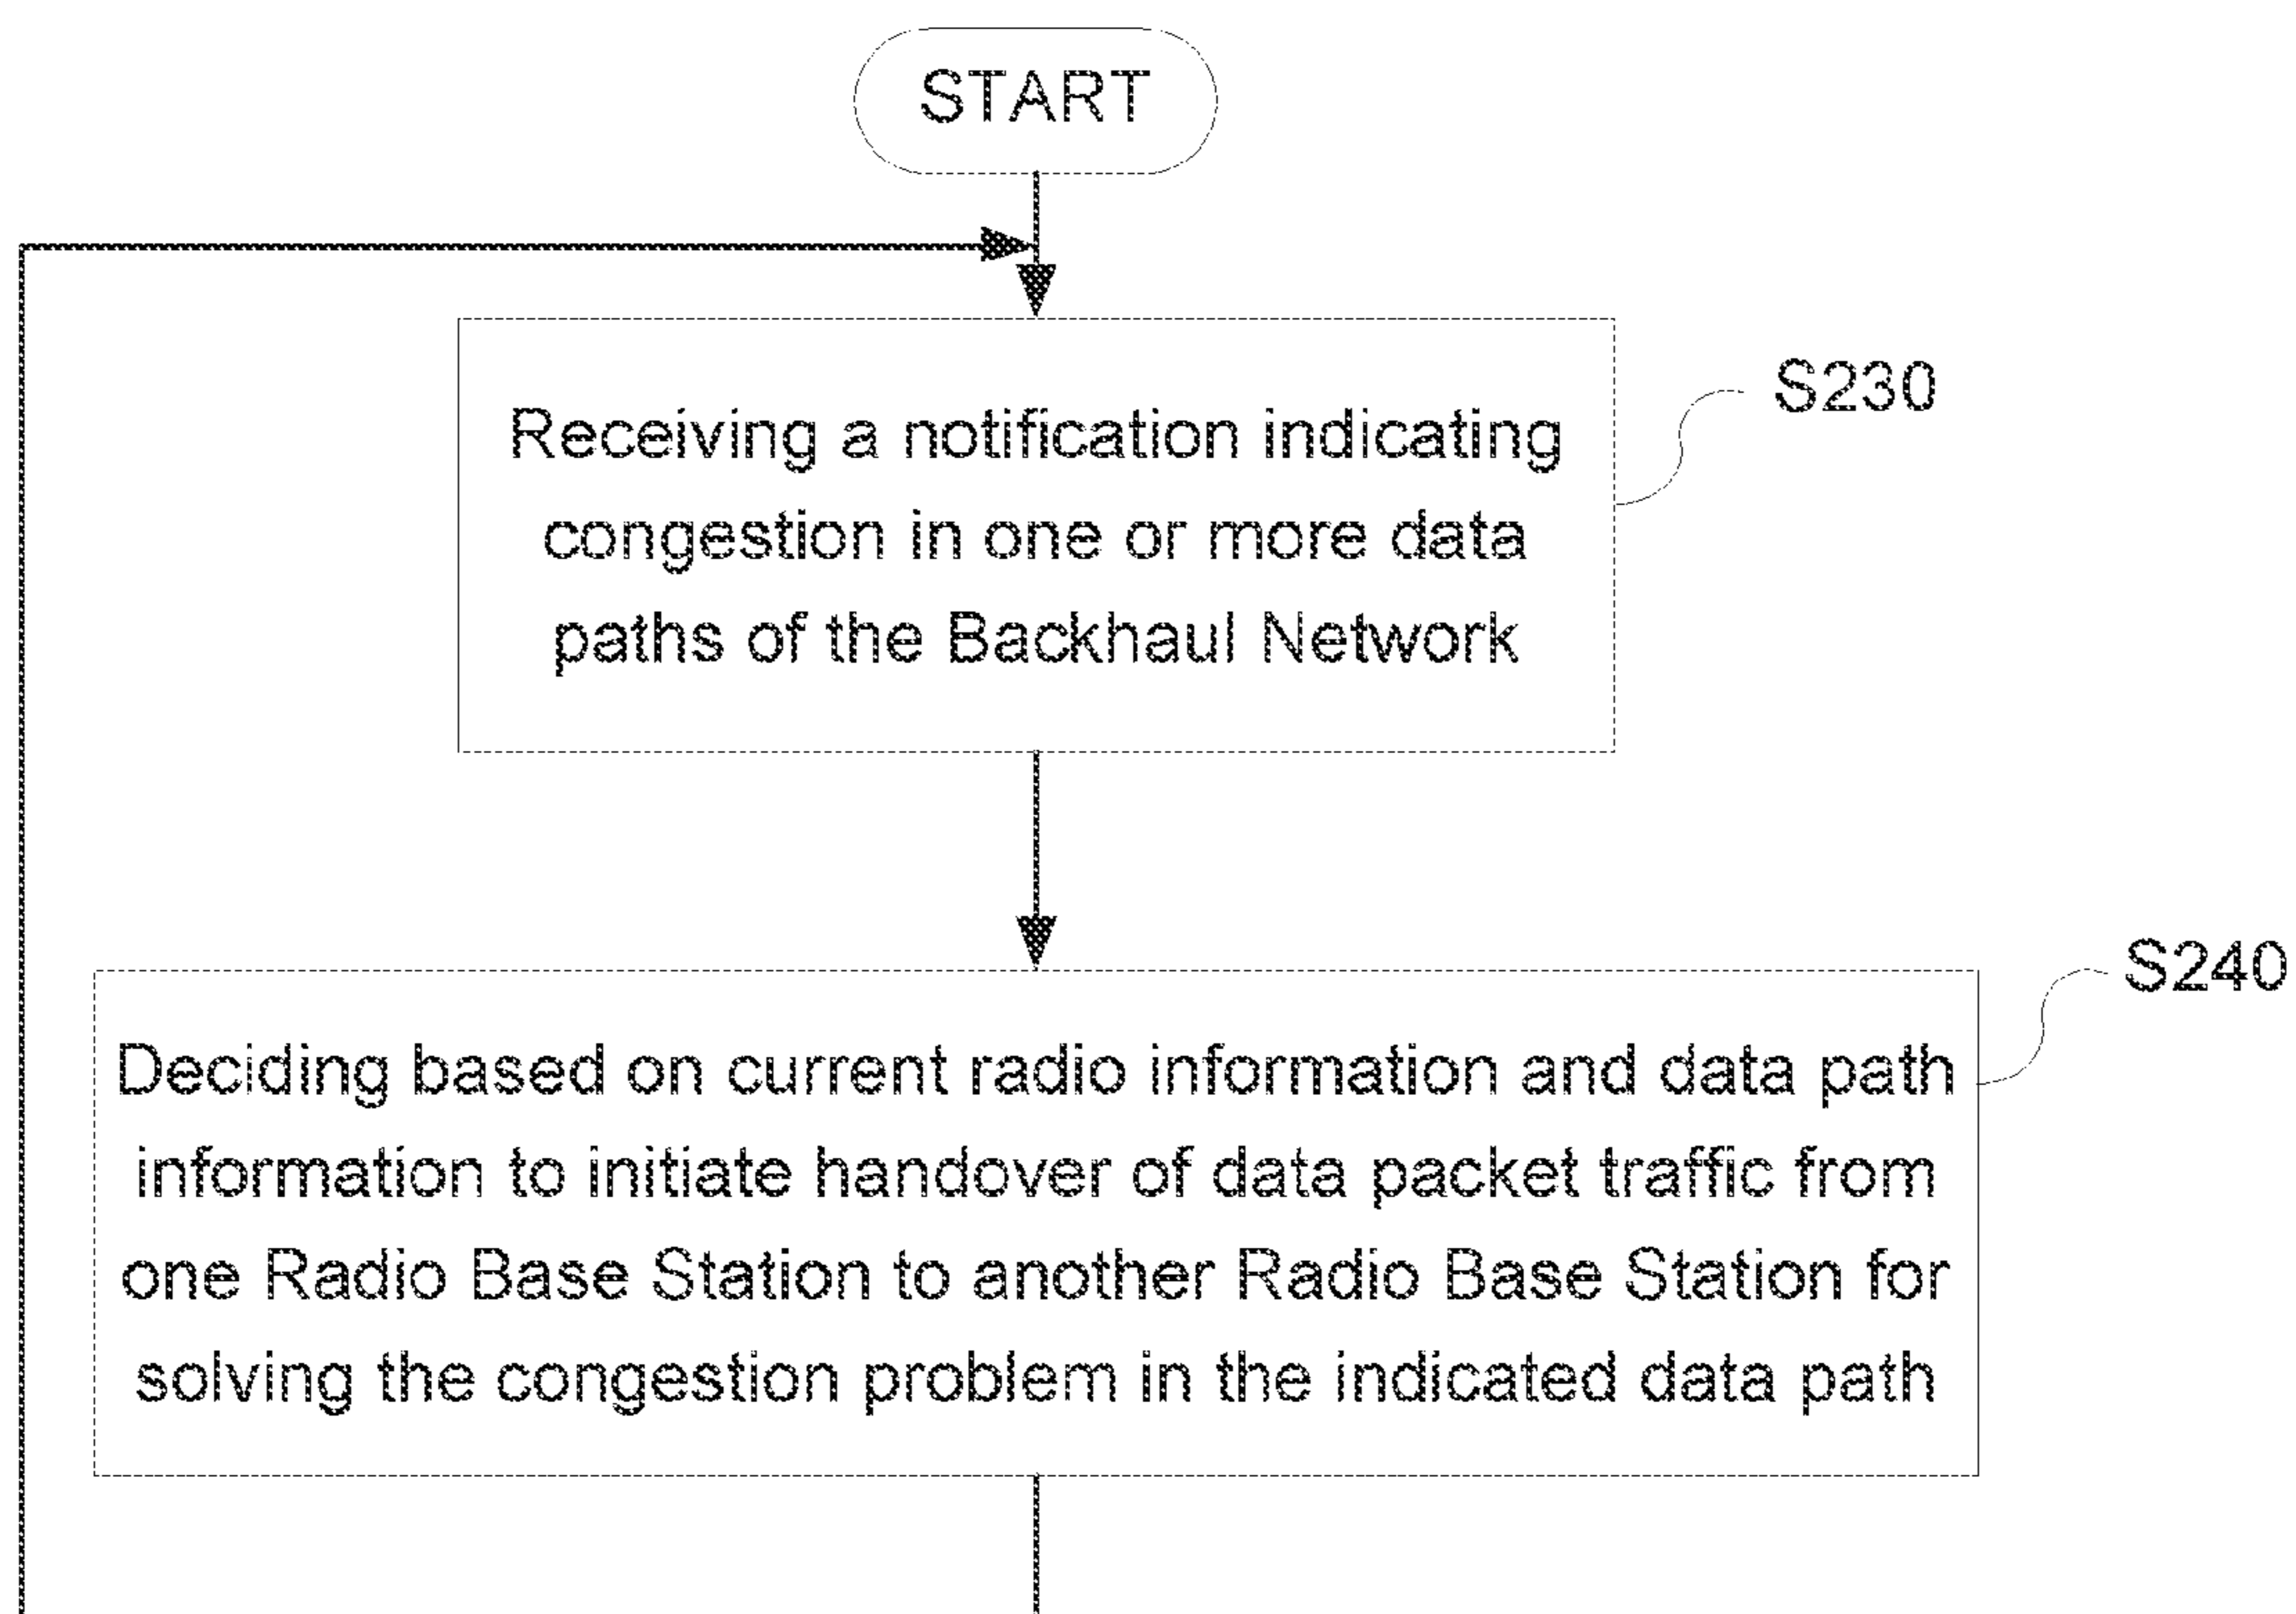 START
Receiving a notification indicating
congestion in one or more data
paths of the Backhaul Network
S230
Deciding based on current radio information and data path
information to initiate handover of data packet traffic from
one Radio Base Station to another Radio Base Station for
solving the congestion problem in the indicated data path
S240